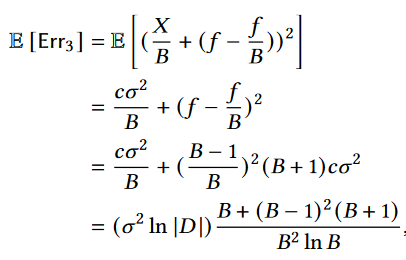 𝔼 [Err₃] = 𝔼 [(X/B + (f − f/B))²]
= cσ²/B + (f − f/B)²
= cσ²/B + ((B − 1)/B)²(B + 1)cσ²
= (σ² ln |D|) (B + (B − 1)²(B + 1))/(B² ln B),